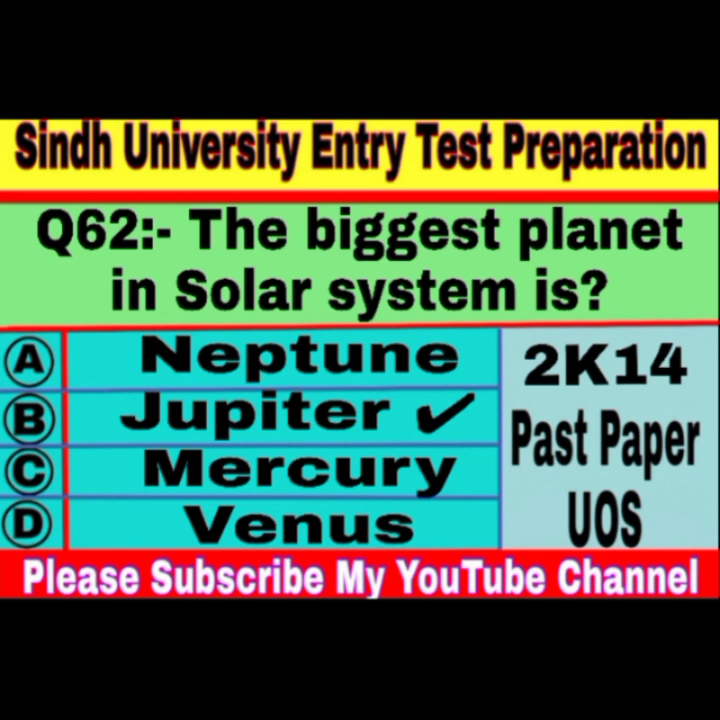 Sindh University Entry Test Preparation
Q62:- The biggest planet
in Solar system is?
A Neptune
B Jupiter ✔
C Mercury
D Venus
2K14
Past Paper
UOS
Please Subscribe My YouTube Channel